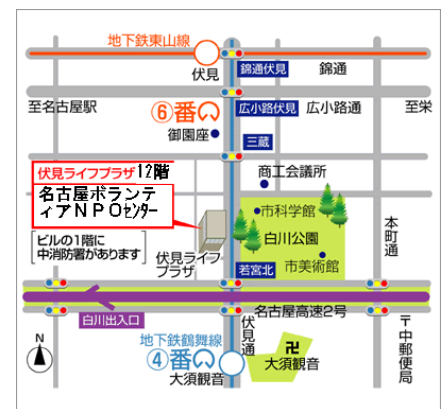 地下鉄東山線
伏見
錦通伏見
錦通
至名古屋駅
⑥番
広小路伏見
広小路通
至栄
御園座
三蔵
商工会議所
伏見ライフプラザ12階
名古屋ボランテ
ィアNPOセンター
市科学館
白川公園
本町通
ビルの1階に
中消防署があります
伏見ライフ
プラザ
若宮北
市美術館
名古屋高速2号
白川出入口
伏見通
〒中郵便局
N
地下鉄鶴舞線
④番
大須観音
卍
大須観音